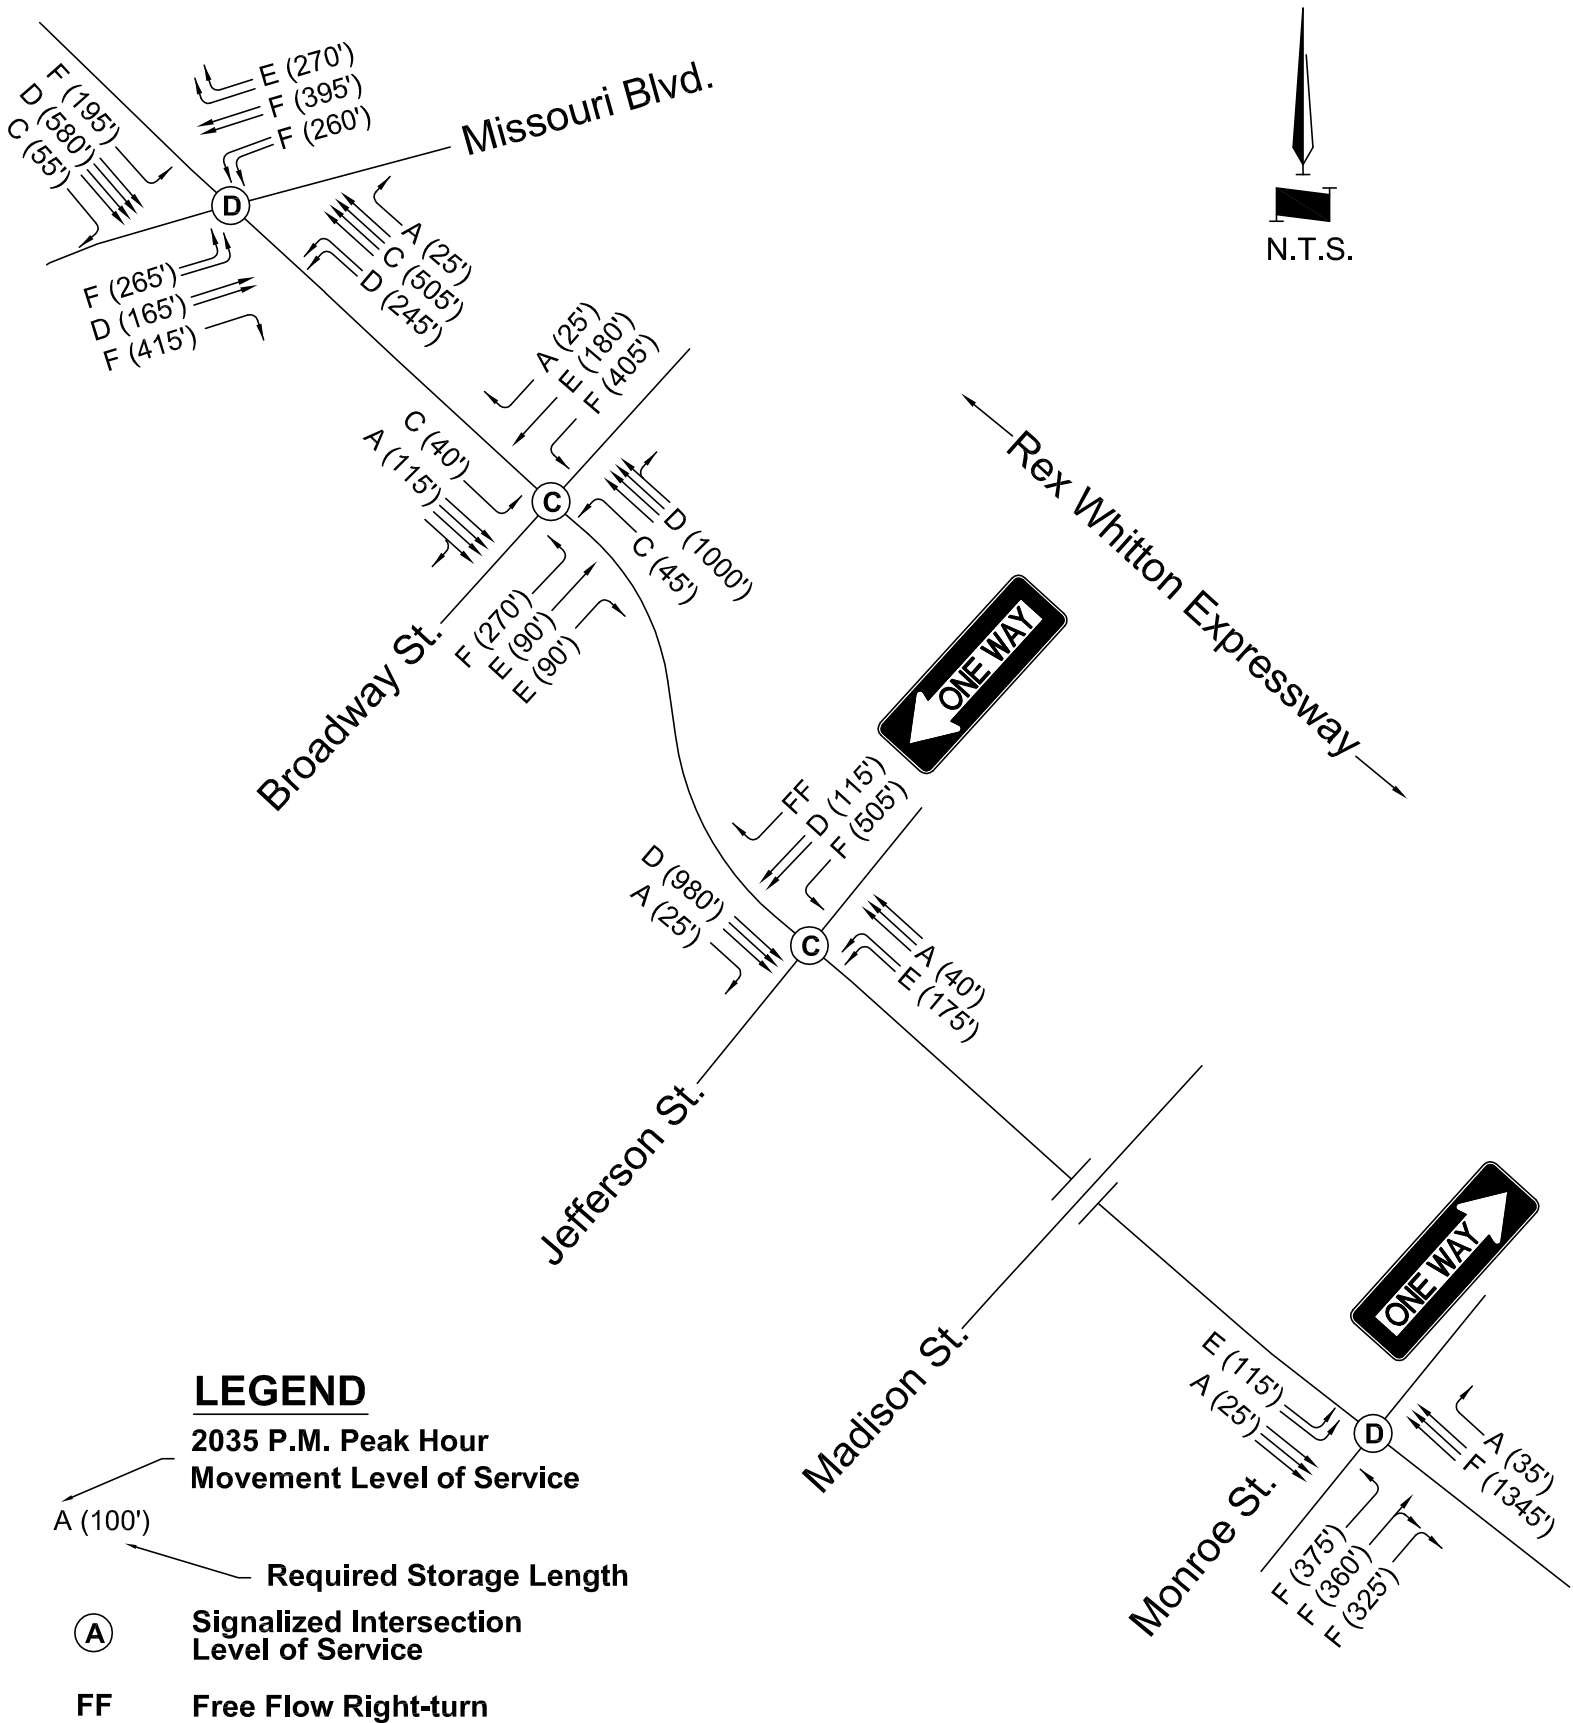 E (270')
F (395')
F (260')
Missouri Blvd.
F (195')
D (580')
C (55')
D
A (25')
C (505')
D (245')
F (265')
D (165')
F (415')
N.T.S.
A (25')
E (180')
F (405')
C (40')
A (115')
C
D (1000')
C (45')
F (270')
E (90')
E (90')
Broadway St.
Rex Whitton Expressway
ONE WAY
FF
D (115')
F (505')
D (980')
A (25')
C
A (40')
E (175')
Jefferson St.
Madison St.
ONE WAY
E (115')
A (25')
D
A (35')
F (1345')
F (375')
F (360')
F (325')
Monroe St.
LEGEND
2035 P.M. Peak Hour
Movement Level of Service
A (100')
Required Storage Length
A
Signalized Intersection
Level of Service
FF
Free Flow Right-turn